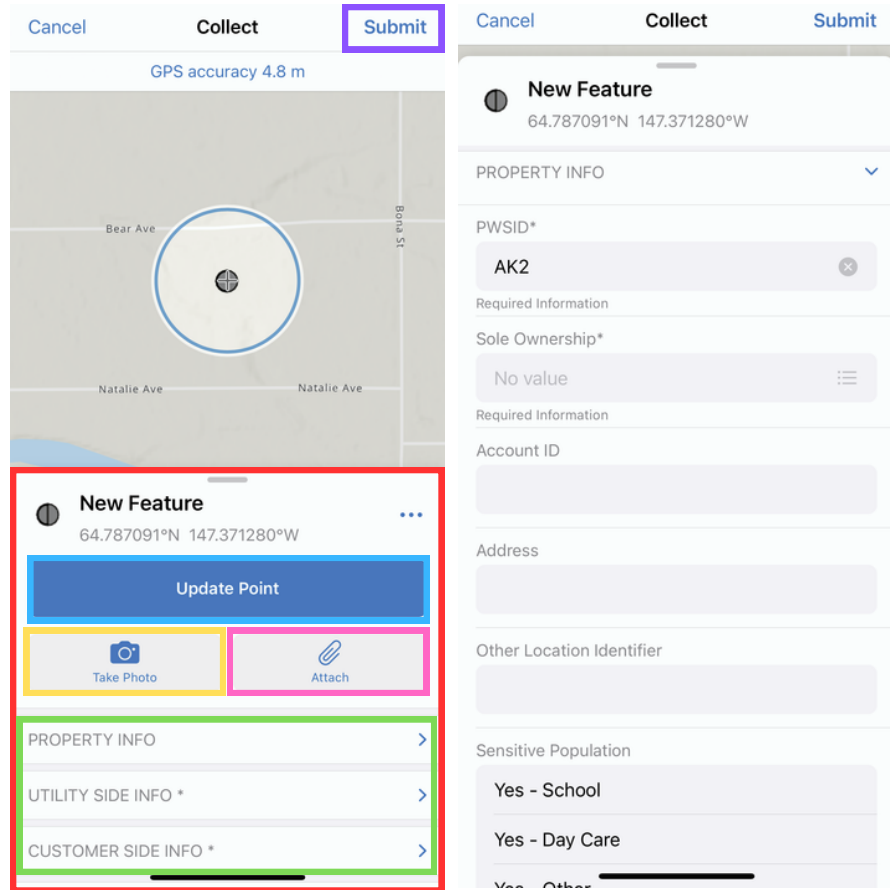 Cancel
Collect
Submit
GPS accuracy 4.8 m
Bear Ave
Bona St
Natalie Ave
Natalie Ave
New Feature
64.787091°N 147.371280°W
Update Point
Take Photo
Attach
PROPERTY INFO
UTILITY SIDE INFO *
CUSTOMER SIDE INFO *
Cancel
Collect
Submit
New Feature
64.787091°N 147.371280°W
PROPERTY INFO
PWSID*
AK2
Required Information
Sole Ownership*
No value
Required Information
Account ID
Address
Other Location Identifier
Sensitive Population
Yes - School
Yes - Day Care
Yes - Other